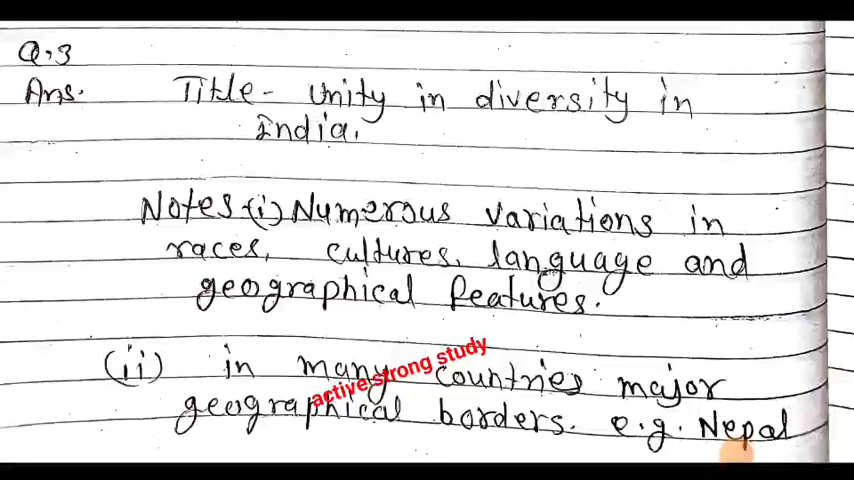 Q.3
Ans. Title- Unity in diversity in
India.
Notes-(i) Numerous variations in
races, cultures, language and
geographical features.
(ii) in many countries major
active strong study
geographical borders. e.g. Nepal